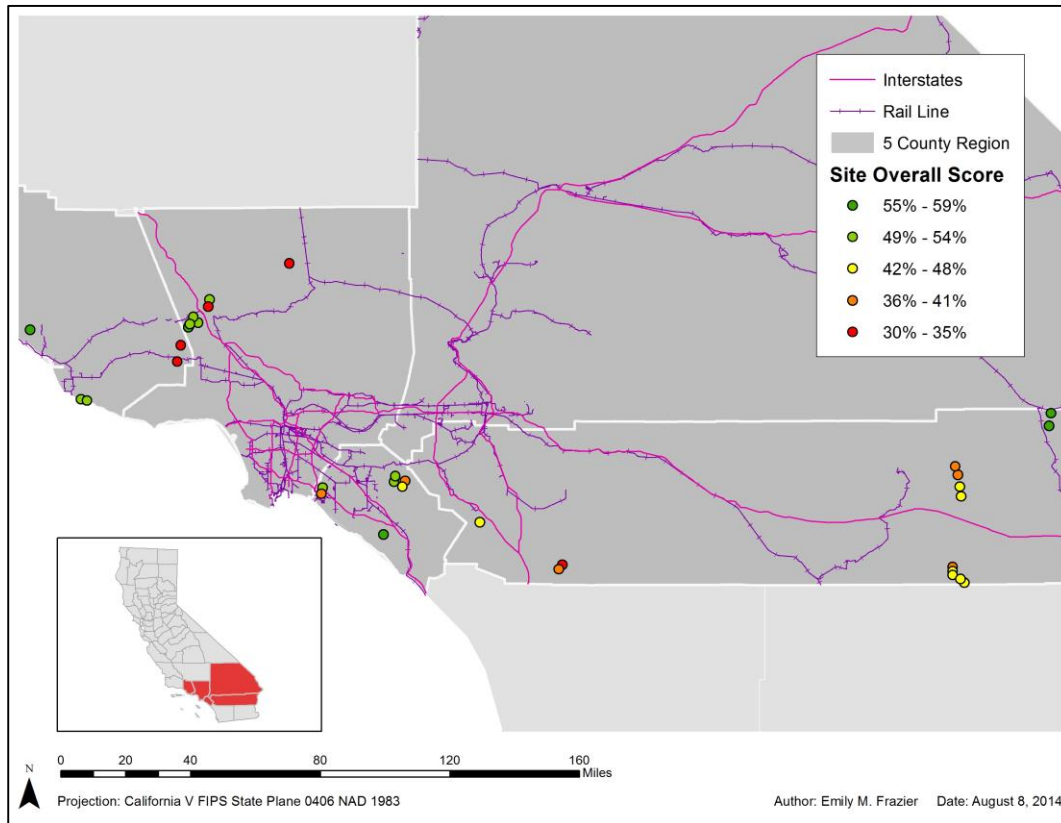 Interstates
Rail Line
5 County Region
Site Overall Score
55% - 59%
49% - 54%
42% - 48%
36% - 41%
30% - 35%
0 20 40 80 120 160
Miles
N
Projection: California V FIPS State Plane 0406 NAD 1983
Author: Emily M. Frazier Date: August 8, 2014